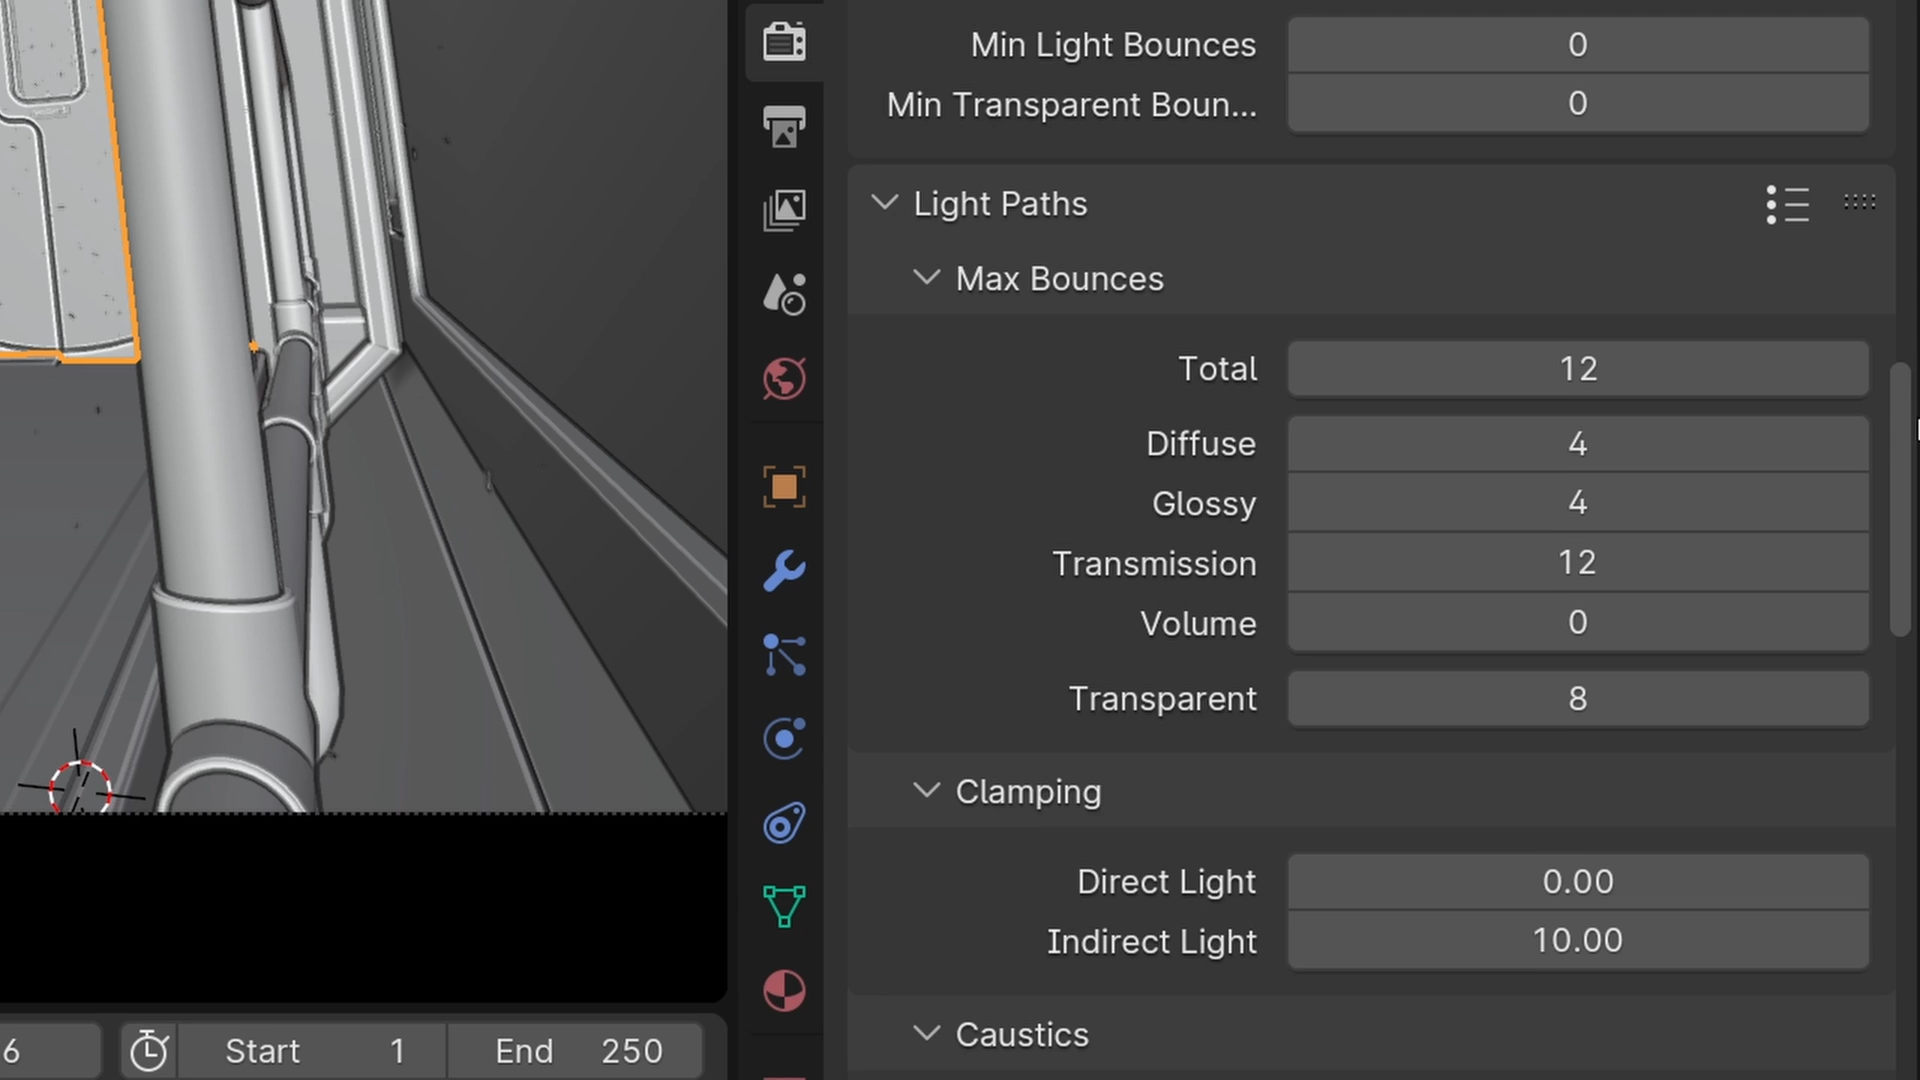 Min Light Bounces 0
Min Transparent Boun... 0
Light Paths
Max Bounces
Total 12
Diffuse 4
Glossy 4
Transmission 12
Volume 0
Transparent 8
Clamping
Direct Light 0.00
Indirect Light 10.00
Caustics
6 Start 1 End 250